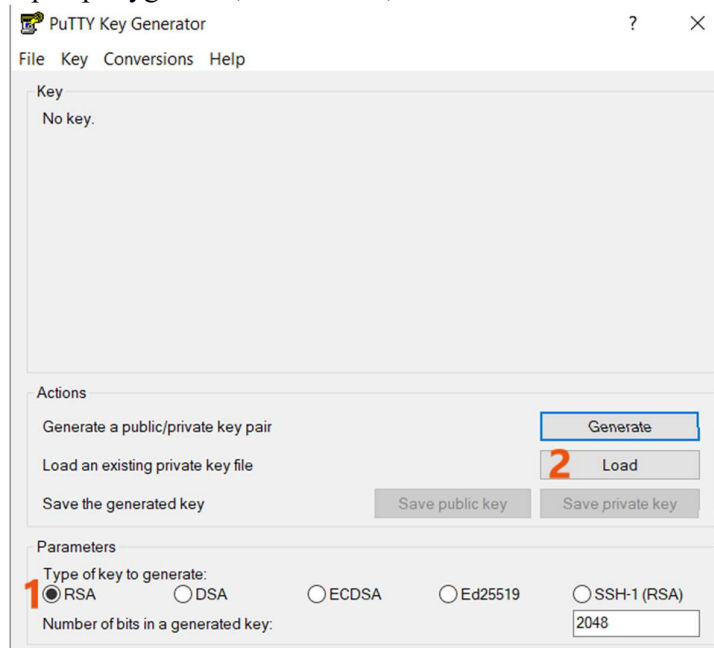 PuTTY Key Generator ? ×
File Key Conversions Help
Key
No key.
Actions
Generate a public/private key pair Generate
Load an existing private key file 2 Load
Save the generated key Save public key Save private key
Parameters
Type of key to generate:
1 RSA DSA ECDSA Ed25519 SSH-1 (RSA)
Number of bits in a generated key: 2048